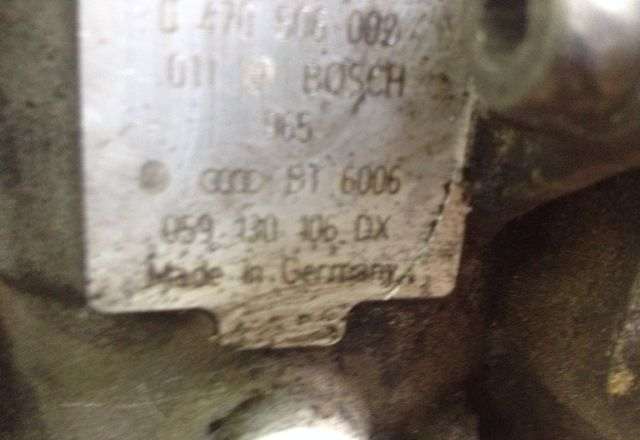 0 470 506 002
011 BOSCH
965
BT 6006
059 130 106 DX
Made in Germany